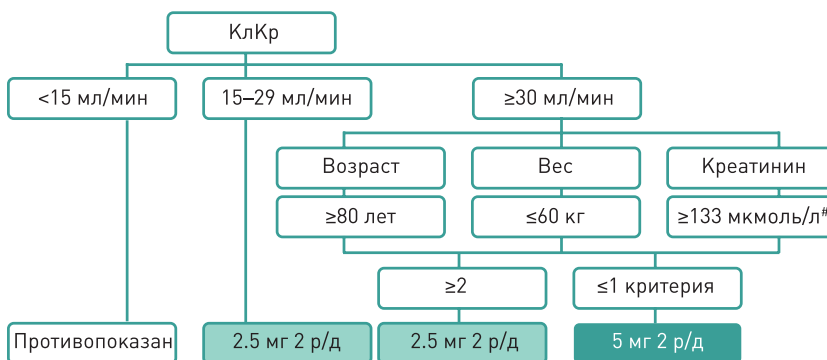 КлКр
<15 мл/мин
15–29 мл/мин
≥30 мл/мин
Возраст
Вес
Креатинин
≥80 лет
≤60 кг
≥133 мкмоль/л#
≥2
≤1 критерия
Противопоказан
2.5 мг 2 р/д
2.5 мг 2 р/д
5 мг 2 р/д